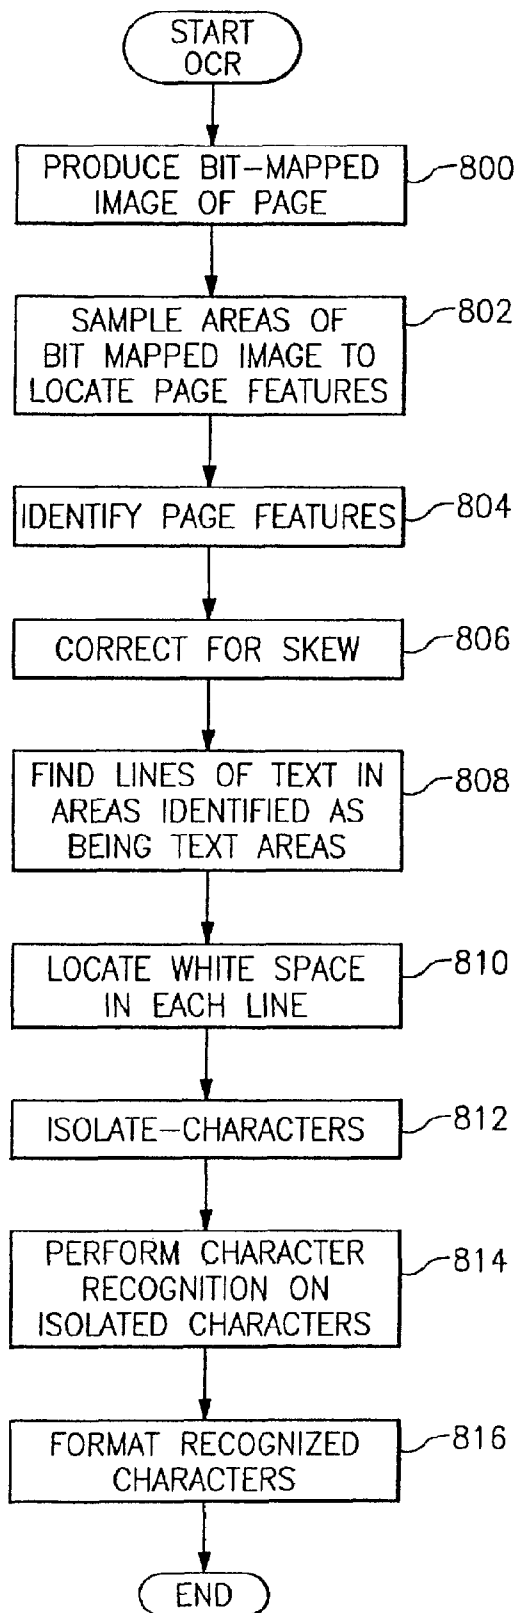 START
OCR
PRODUCE BIT-MAPPED
IMAGE OF PAGE
800
SAMPLE AREAS OF
BIT MAPPED IMAGE TO
LOCATE PAGE FEATURES
802
IDENTIFY PAGE FEATURES
804
CORRECT FOR SKEW
806
FIND LINES OF TEXT IN
AREAS IDENTIFIED AS
BEING TEXT AREAS
808
LOCATE WHITE SPACE
IN EACH LINE
810
ISOLATE-CHARACTERS
812
PERFORM CHARACTER
RECOGNITION ON
ISOLATED CHARACTERS
814
FORMAT RECOGNIZED
CHARACTERS
816
END